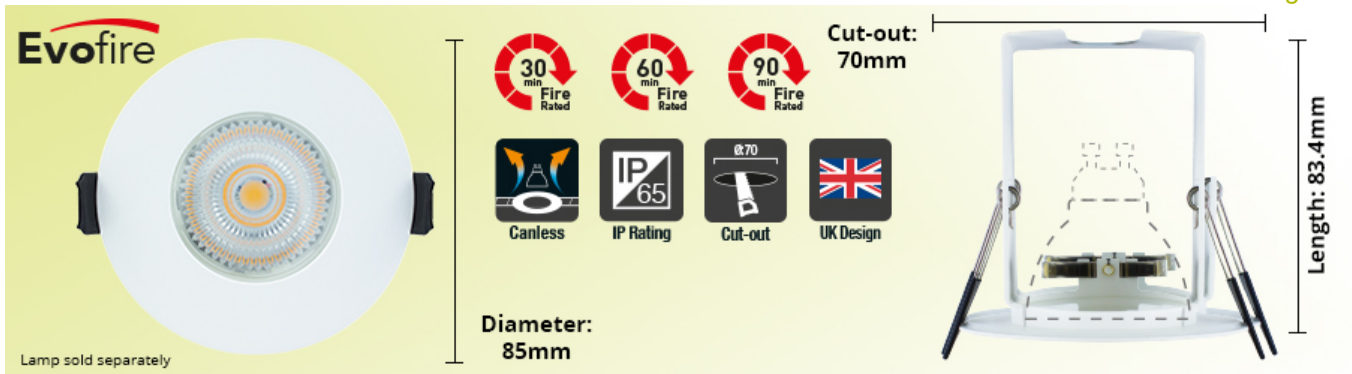 Evofire
Lamp sold separately
Diameter:
85mm
30
min
Fire
Rated
60
min
Fire
Rated
90
min
Fire
Rated
Canless
IP
65
IP Rating
Ø:70
Cut-out
UK Design
Cut-out:
70mm
Length: 83.4mm